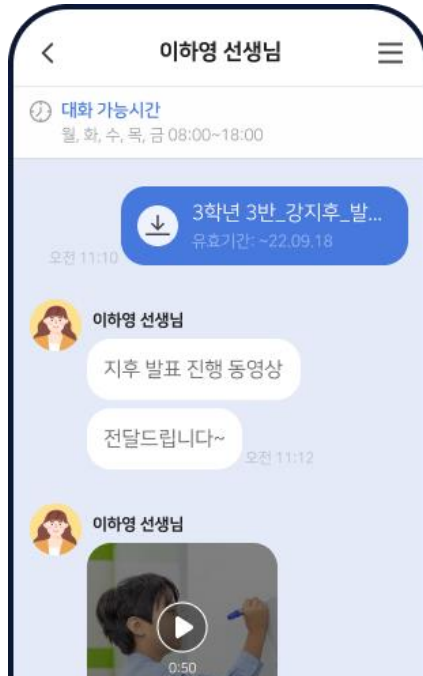 이하영 선생님
대화 가능시간
월, 화, 수, 목, 금 08:00~18:00
3학년 3반_강지후_발...
유효기간: ~22.09.18
오전 11:10
이하영 선생님
지후 발표 진행 동영상
전달드립니다~
오전 11:12
이하영 선생님
0:50